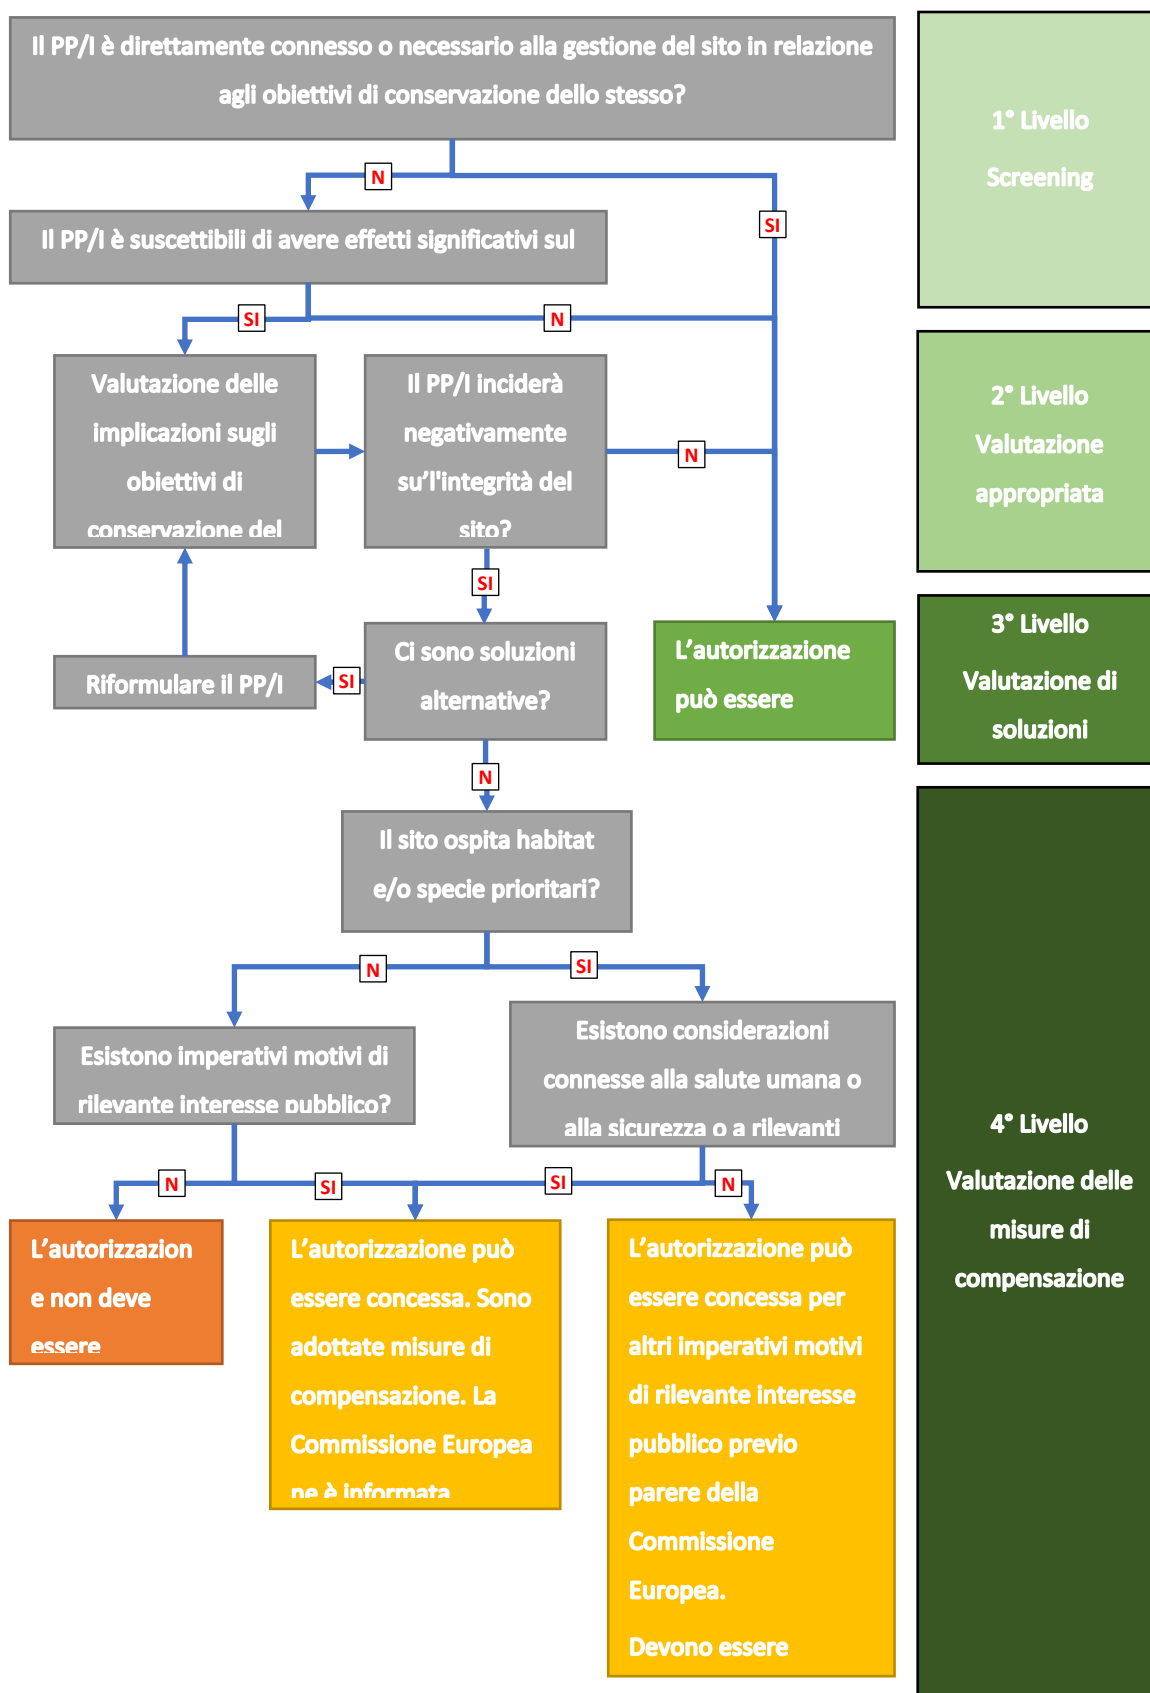 Il PP/I è direttamente connesso o necessario alla gestione del sito in relazione
agli obiettivi di conservazione dello stesso?
1° Livello
Screening
N
SI
Il PP/I è suscettibili di avere effetti significativi sul
SI
N
Valutazione delle
implicazioni sugli
obiettivi di
conservazione del
Il PP/I inciderà
negativamente
su’l'integrità del
sito?
N
2° Livello
Valutazione
appropriata
SI
Riformulare il PP/I
SI
Ci sono soluzioni
alternative?
L’autorizzazione
può essere
3° Livello
Valutazione di
soluzioni
N
Il sito ospita habitat
e/o specie prioritari?
N
SI
Esistono imperativi motivi di
rilevante interesse pubblico?
Esistono considerazioni
connesse alla salute umana o
alla sicurezza o a rilevanti
4° Livello
Valutazione delle
misure di
compensazione
N
SI
SI
N
L’autorizzazion
e non deve
essere
L’autorizzazione può
essere concessa. Sono
adottate misure di
compensazione. La
Commissione Europea
ne è informata
L’autorizzazione può
essere concessa per
altri imperativi motivi
di rilevante interesse
pubblico previo
parere della
Commissione
Europea.
Devono essere